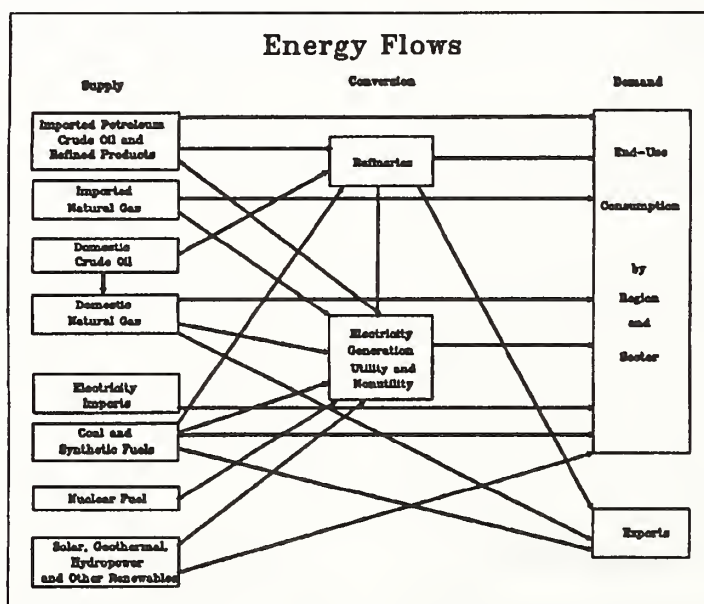 Energy Flows
Supply
Conversion
Demand
Imported Petroleum
Crude Oil and
Refined Products
Imported
Natural Gas
Domestic
Crude Oil
Domestic
Natural Gas
Electricity
Imports
Coal and
Synthetic Fuels
Nuclear Fuel
Solar, Geothermal,
Hydropower
and Other Renewables
Refineries
Electricity
Generation
Utility and
Nonutility
End-Use
Consumption
by
Region
and
Sector
Exports